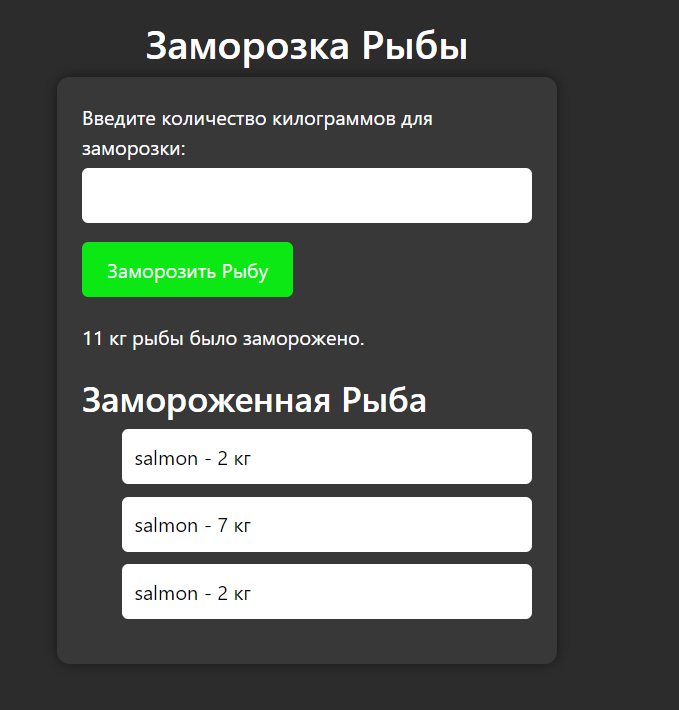 Заморозка Рыбы
Введите количество килограммов для
заморозки:
Заморозить Рыбу
11 кг рыбы было заморожено.
Замороженная Рыба
salmon - 2 кг
salmon - 7 кг
salmon - 2 кг